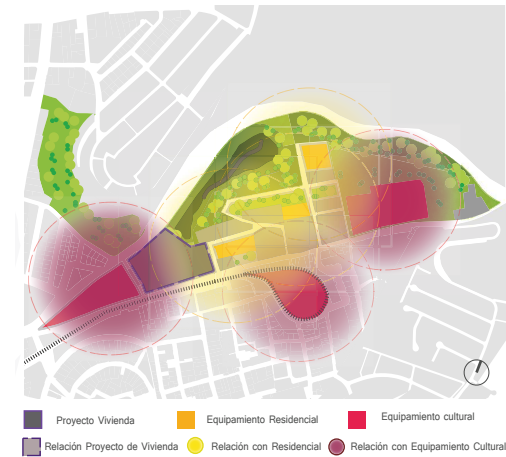 Proyecto Vivienda
Equipamiento Residencial
Equipamiento cultural
Relación Proyecto de Vivienda
Relación con Residencial
Relación con Equipamiento Cultural